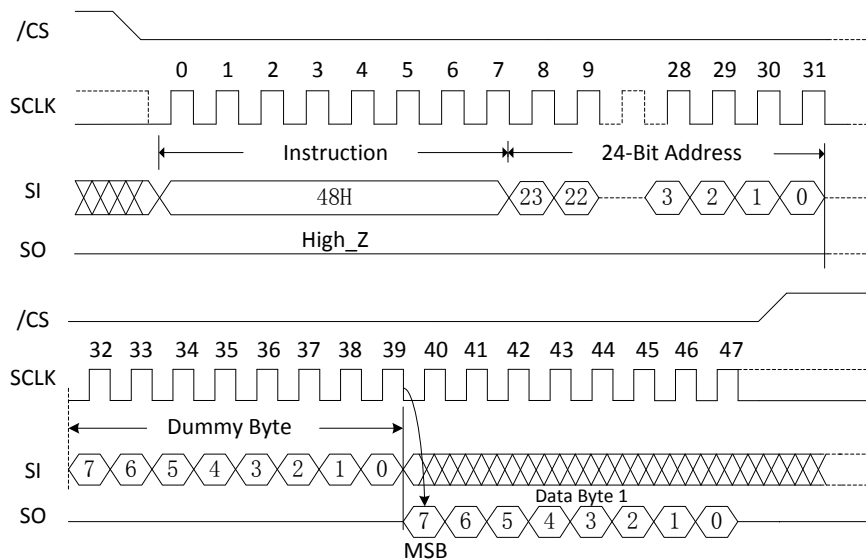 /CS
0 1 2 3 4 5 6 7 8 9 28 29 30 31
SCLK
Instruction 24-Bit Address
SI 48H 23 22 3 2 1 0
High_Z
SO
/CS
32 33 34 35 36 37 38 39 40 41 42 43 44 45 46 47
SCLK
Dummy Byte
SI 7 6 5 4 3 2 1 0
Data Byte 1
SO 7 6 5 4 3 2 1 0
MSB